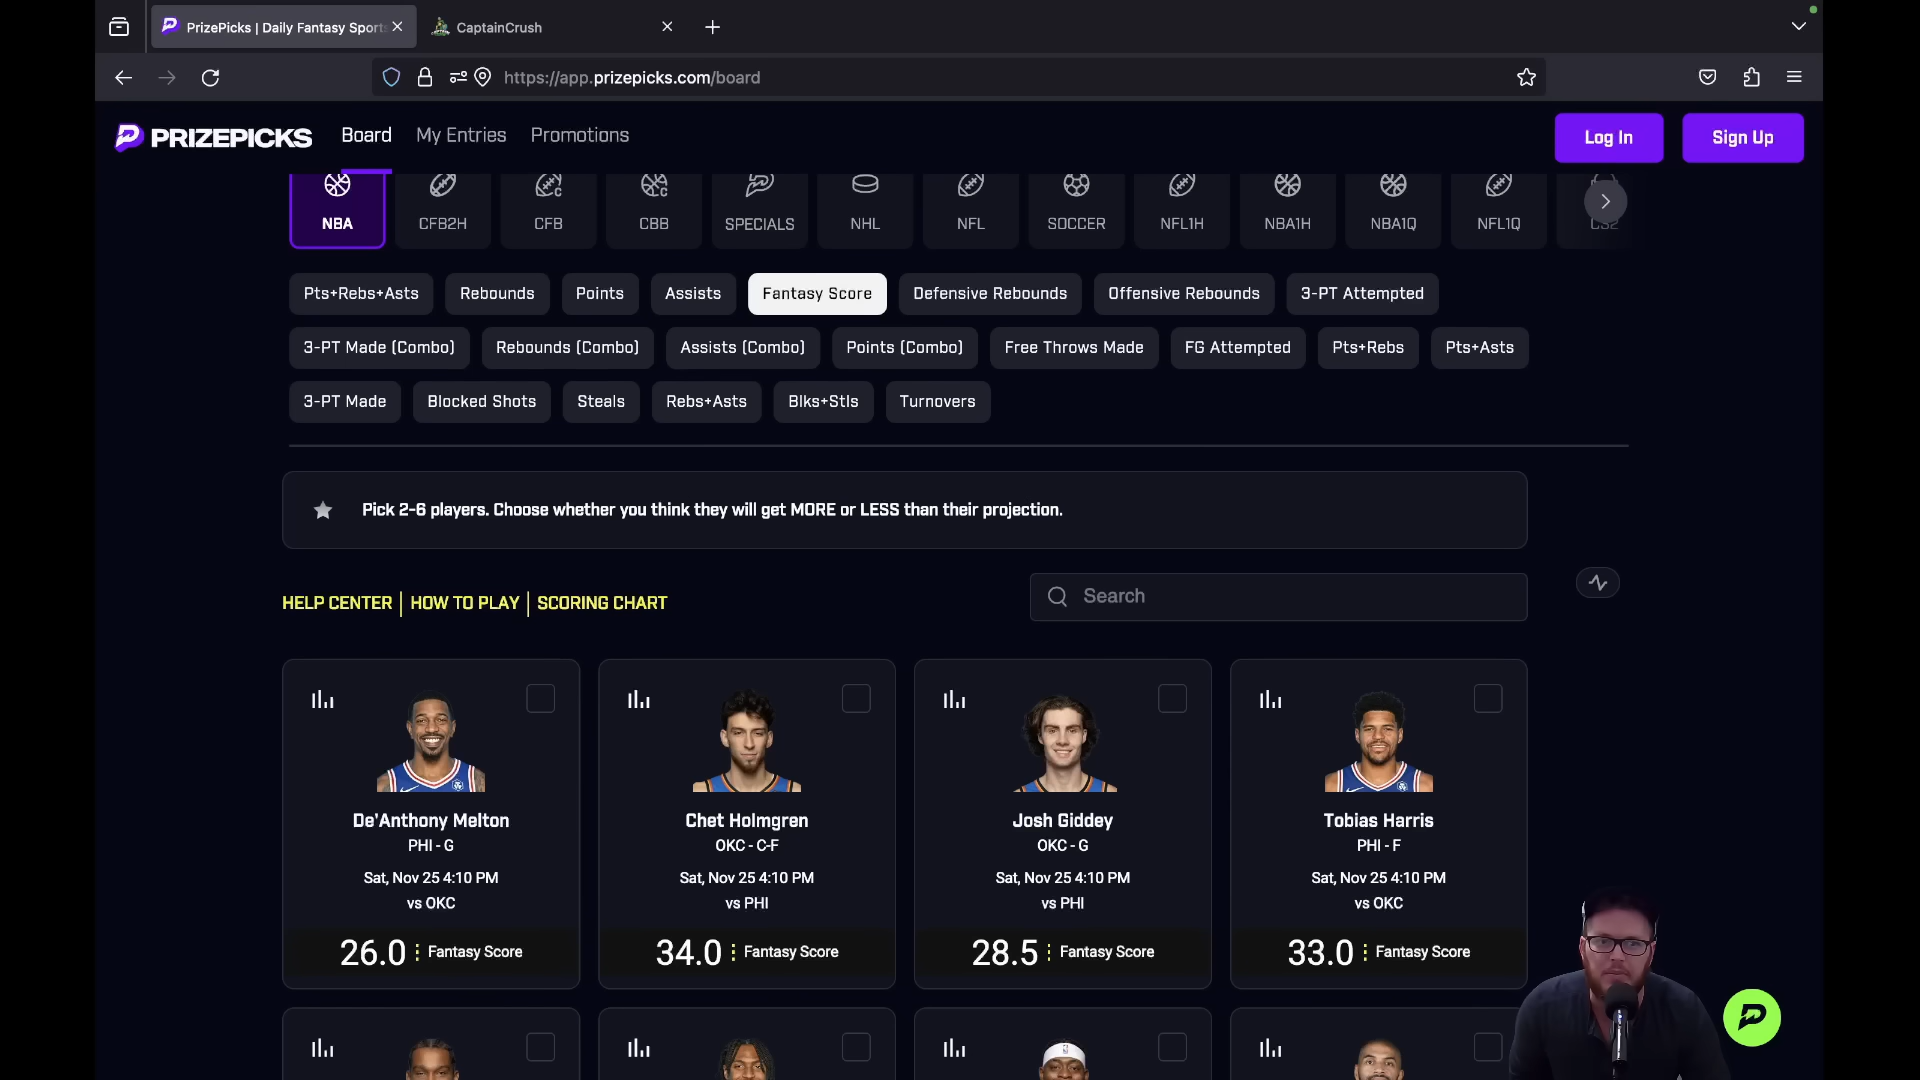 PrizePicks | Daily Fantasy Sports
CaptainCrush
https://app.prizepicks.com/board
PRIZEPICKS
Board
My Entries
Promotions
Log In
Sign Up
NBA
CFB2H
CFB
CBB
SPECIALS
NHL
NFL
SOCCER
NFL1H
NBA1H
NBA1Q
NFL1Q
CS2
Pts+Rebs+Asts
Rebounds
Points
Assists
Fantasy Score
Defensive Rebounds
Offensive Rebounds
3-PT Attempted
3-PT Made (Combo)
Rebounds (Combo)
Assists (Combo)
Points (Combo)
Free Throws Made
FG Attempted
Pts+Rebs
Pts+Asts
3-PT Made
Blocked Shots
Steals
Rebs+Asts
Blks+Stls
Turnovers
Pick 2-6 players. Choose whether you think they will get MORE or LESS than their projection.
HELP CENTER | HOW TO PLAY | SCORING CHART
Search
De'Anthony Melton
PHI - G
Sat, Nov 25 4:10 PM
vs OKC
26.0 Fantasy Score
Chet Holmgren
OKC - C-F
Sat, Nov 25 4:10 PM
vs PHI
34.0 Fantasy Score
Josh Giddey
OKC - G
Sat, Nov 25 4:10 PM
vs PHI
28.5 Fantasy Score
Tobias Harris
PHI - F
Sat, Nov 25 4:10 PM
vs OKC
33.0 Fantasy Score